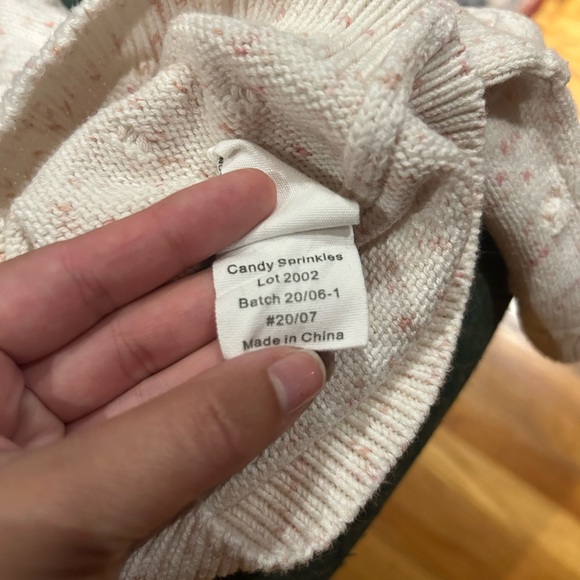 Candy Sprinkles
Lot 2002
Batch 20/06-1
#20/07
Made in China